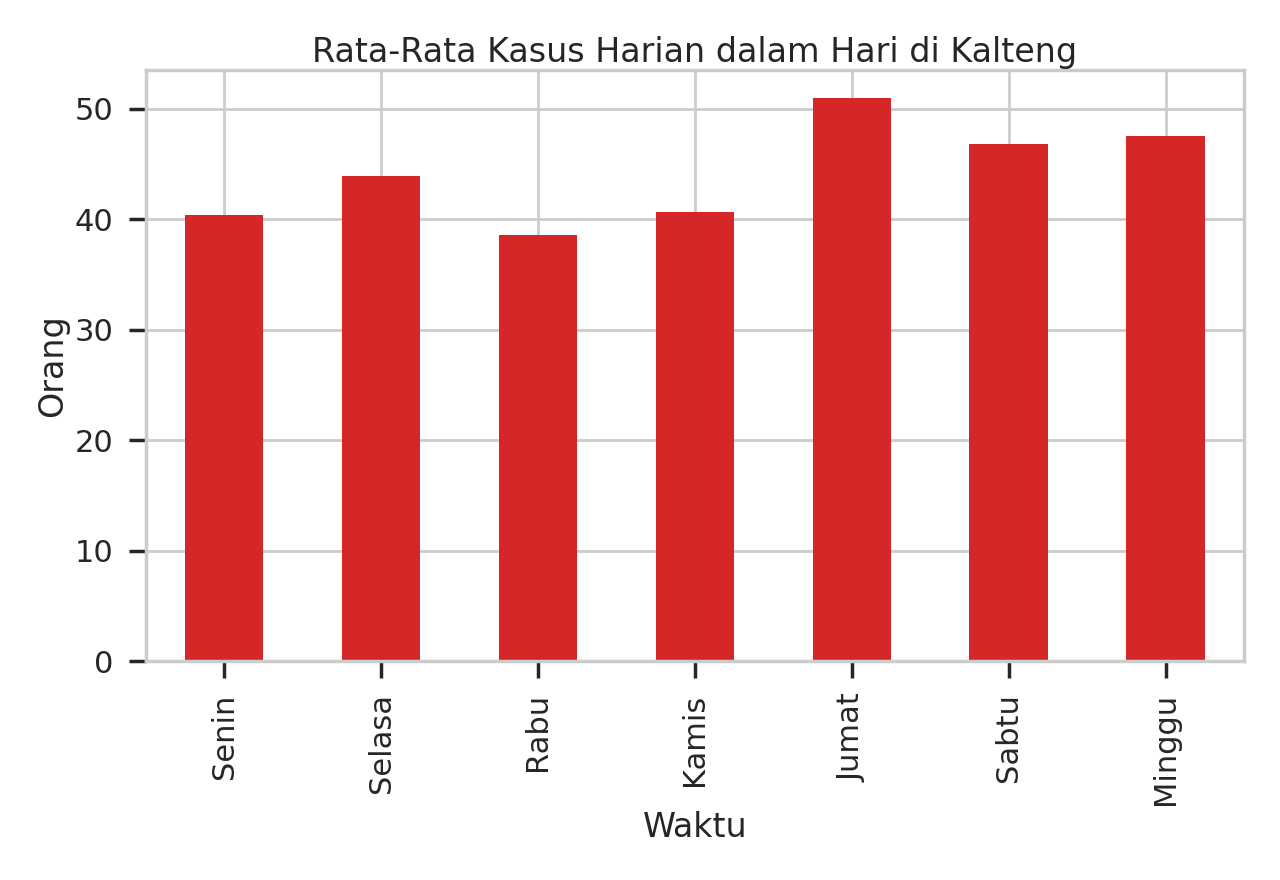 Rata-Rata Kasus Harian dalam Hari di Kalteng
50
40
30
20
10
0
Orang
Senin
Selasa
Rabu
Kamis
Jumat
Sabtu
Minggu
Waktu